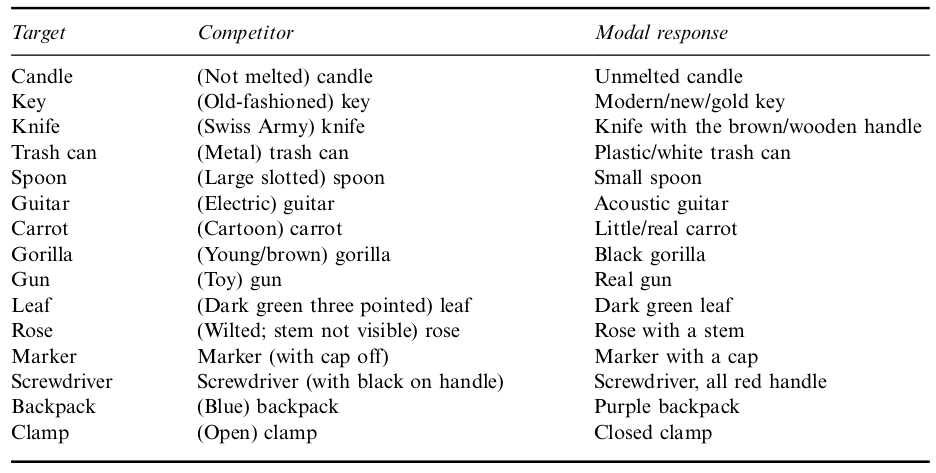 Target Competitor Modal response
Candle (Not melted) candle Unmelted candle
Key (Old-fashioned) key Modern/new/gold key
Knife (Swiss Army) knife Knife with the brown/wooden handle
Trash can (Metal) trash can Plastic/white trash can
Spoon (Large slotted) spoon Small spoon
Guitar (Electric) guitar Acoustic guitar
Carrot (Cartoon) carrot Little/real carrot
Gorilla (Young/brown) gorilla Black gorilla
Gun (Toy) gun Real gun
Leaf (Dark green three pointed) leaf Dark green leaf
Rose (Wilted; stem not visible) rose Rose with a stem
Marker Marker (with cap off) Marker with a cap
Screwdriver Screwdriver (with black on handle) Screwdriver, all red handle
Backpack (Blue) backpack Purple backpack
Clamp (Open) clamp Closed clamp